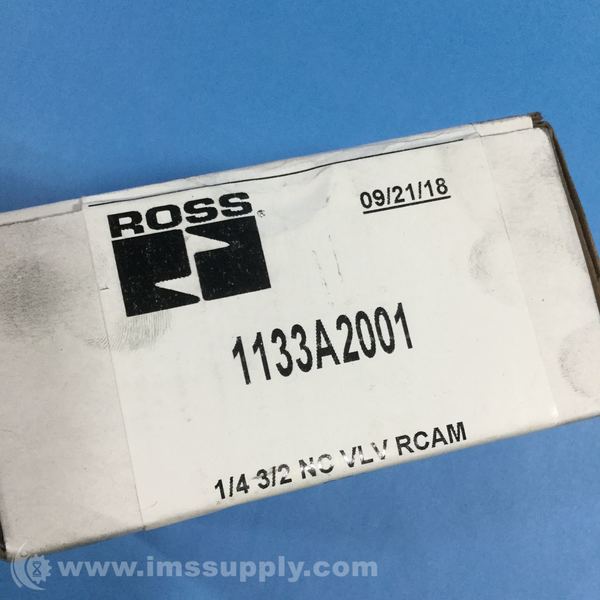 ROSS®
09/21/18
1133A2001
1/4 3/2 NC VLV RCAM
www.imssupply.com